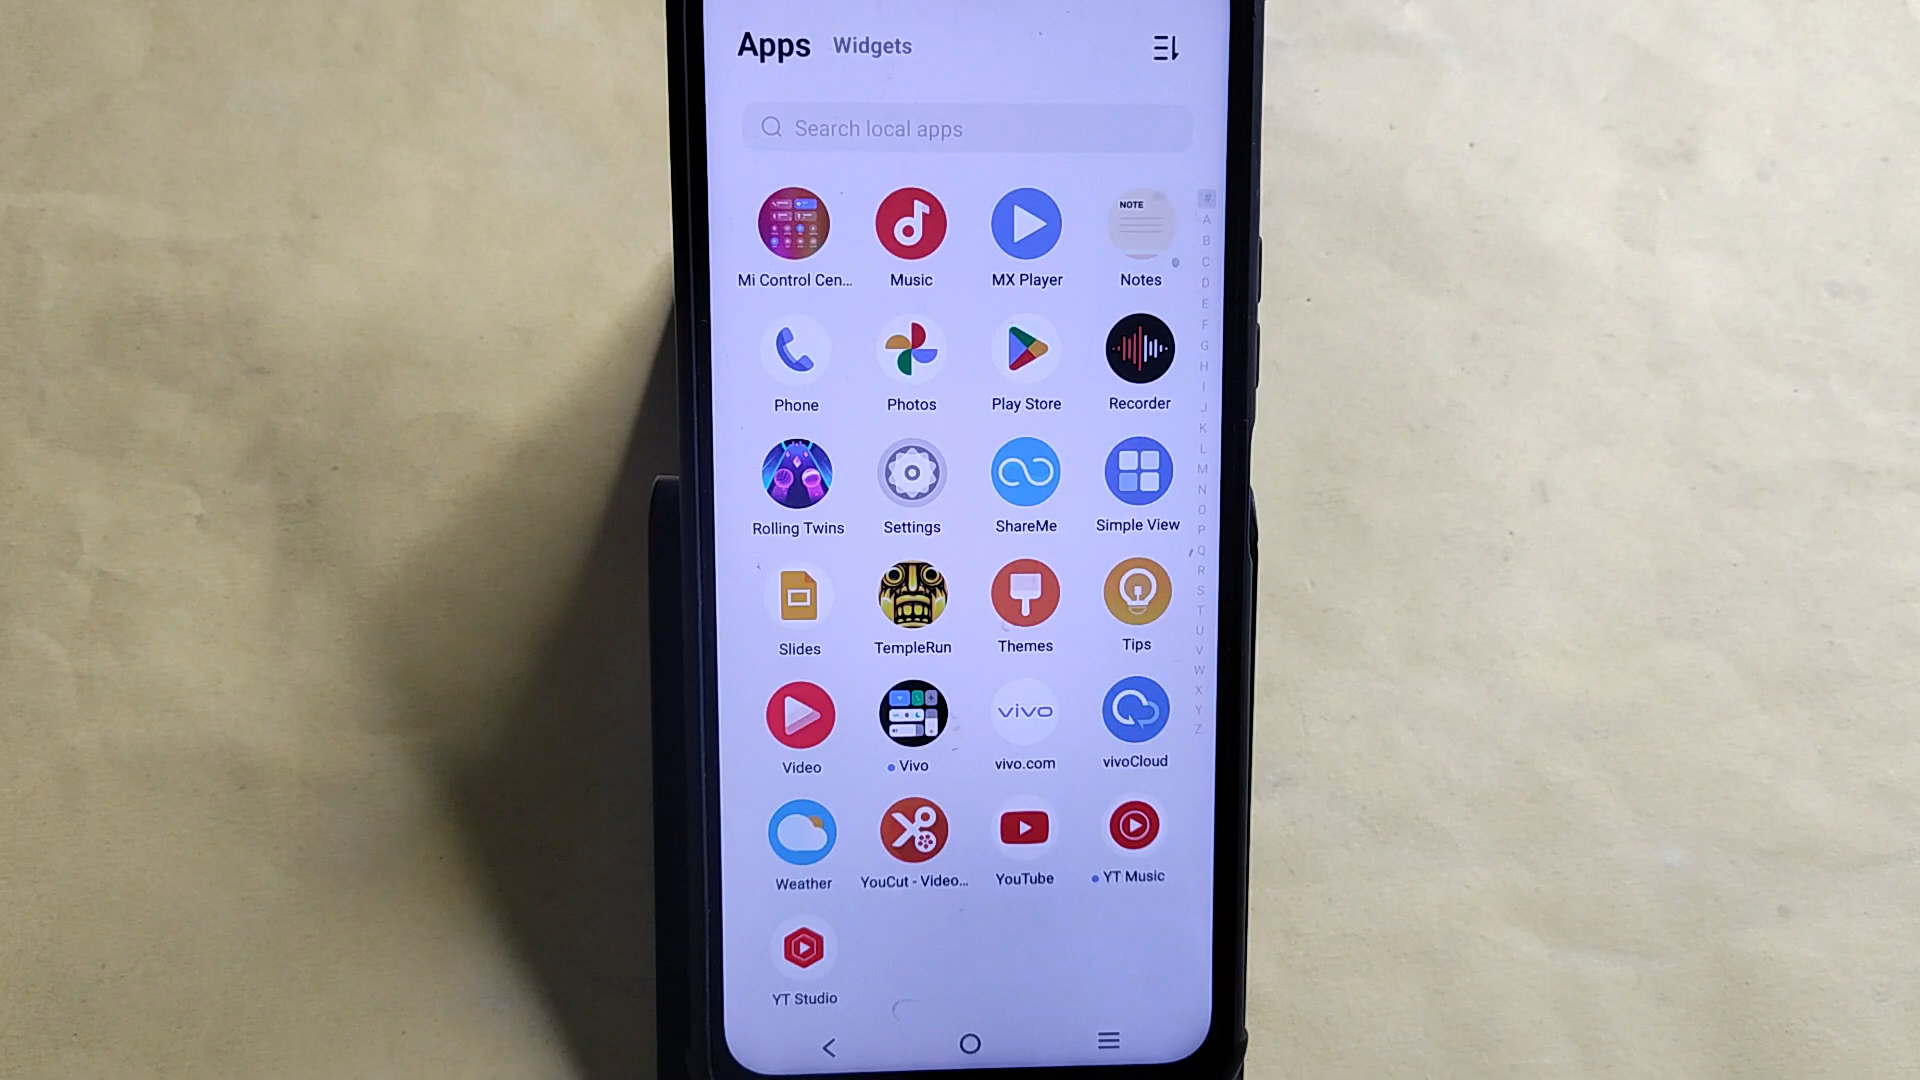 Apps Widgets
Search local apps
NOTE
Mi Control Cen... Music MX Player Notes
Phone Photos Play Store Recorder
Rolling Twins Settings ShareMe Simple View
Slides TempleRun Themes Tips
vivo
Video Vivo vivo.com vivoCloud
Weather YouCut - Video... YouTube YT Music
YT Studio
#
A
B
C
D
E
F
G
H
I
J
K
L
M
N
O
P
Q
R
S
T
U
V
W
X
Y
Z